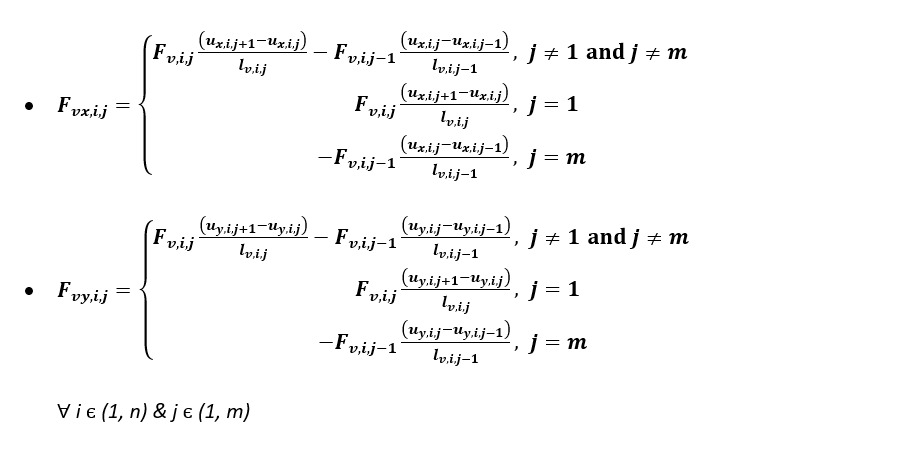 F_{vx,i,j} = { F_{v,i,j} (u_{x,i,j+1}−u_{x,i,j})/l_{v,i,j} − F_{v,i,j−1} (u_{x,i,j}−u_{x,i,j−1})/l_{v,i,j−1}, j ≠ 1 and j ≠ m
F_{v,i,j} (u_{x,i,j+1}−u_{x,i,j})/l_{v,i,j}, j = 1
−F_{v,i,j−1} (u_{x,i,j}−u_{x,i,j−1})/l_{v,i,j−1}, j = m
F_{vy,i,j} = { F_{v,i,j} (u_{y,i,j+1}−u_{y,i,j})/l_{v,i,j} − F_{v,i,j−1} (u_{y,i,j}−u_{y,i,j−1})/l_{v,i,j−1}, j ≠ 1 and j ≠ m
F_{v,i,j} (u_{y,i,j+1}−u_{y,i,j})/l_{v,i,j}, j = 1
−F_{v,i,j−1} (u_{y,i,j}−u_{y,i,j−1})/l_{v,i,j−1}, j = m
∀ i ϵ (1, n) & j ϵ (1, m)